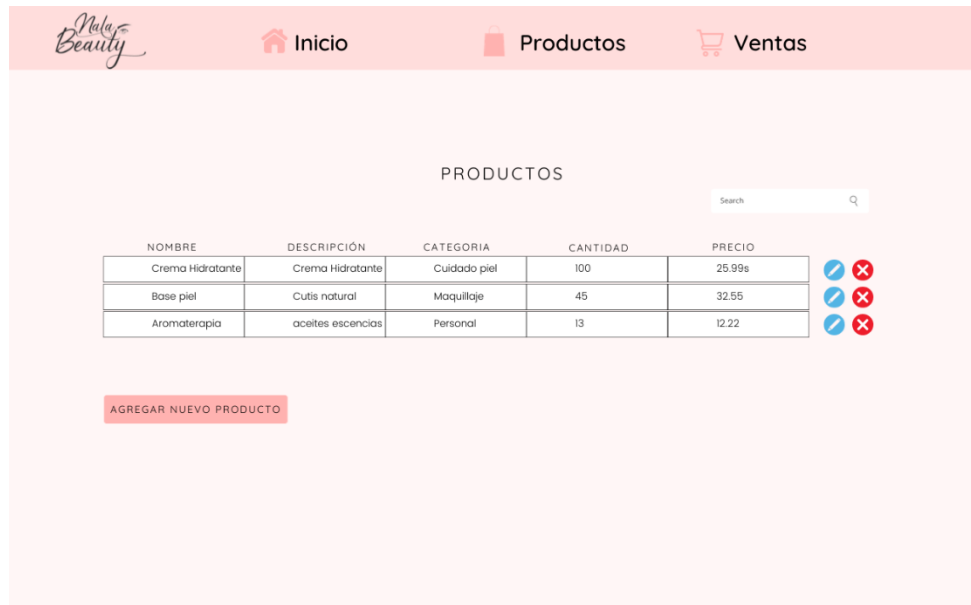 Nala
Beauty
Inicio Productos Ventas
PRODUCTOS
Search
NOMBRE DESCRIPCIÓN CATEGORIA CANTIDAD PRECIO
Crema Hidratante Crema Hidratante Cuidado piel 100 25.99s
Base piel Cutis natural Maquillaje 45 32.55
Aromaterapia aceites escencias Personal 13 12.22
AGREGAR NUEVO PRODUCTO